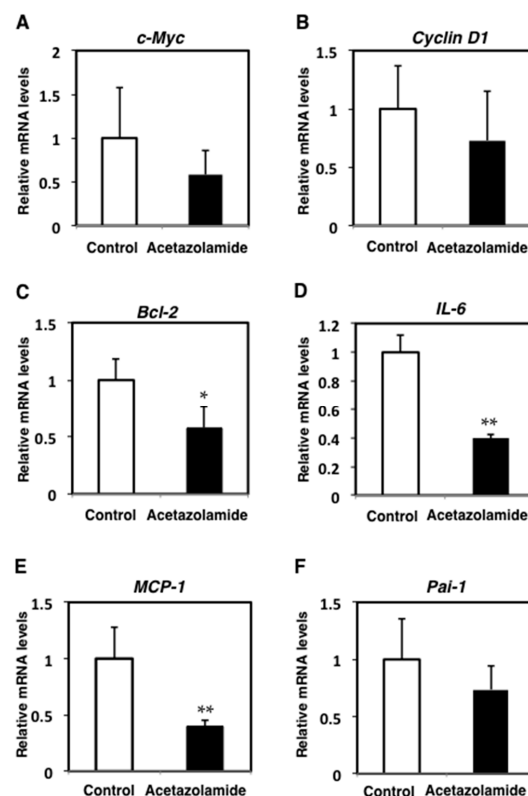 A
c-Myc
Relative mRNA levels
2
1.5
1
0.5
0
Control Acetazolamide
B
Cyclin D1
Relative mRNA levels
1.5
1
0.5
0
Control Acetazolamide
C
Bcl-2
Relative mRNA levels
1.5
1
0.5
0
*
Control Acetazolamide
D
IL-6
Relative mRNA levels
1.2
1
0.8
0.6
0.4
0.2
0
**
Control Acetazolamide
E
MCP-1
Relative mRNA levels
1.5
1
0.5
0
**
Control Acetazolamide
F
Pai-1
Relative mRNA levels
1.5
1
0.5
0
Control Acetazolamide